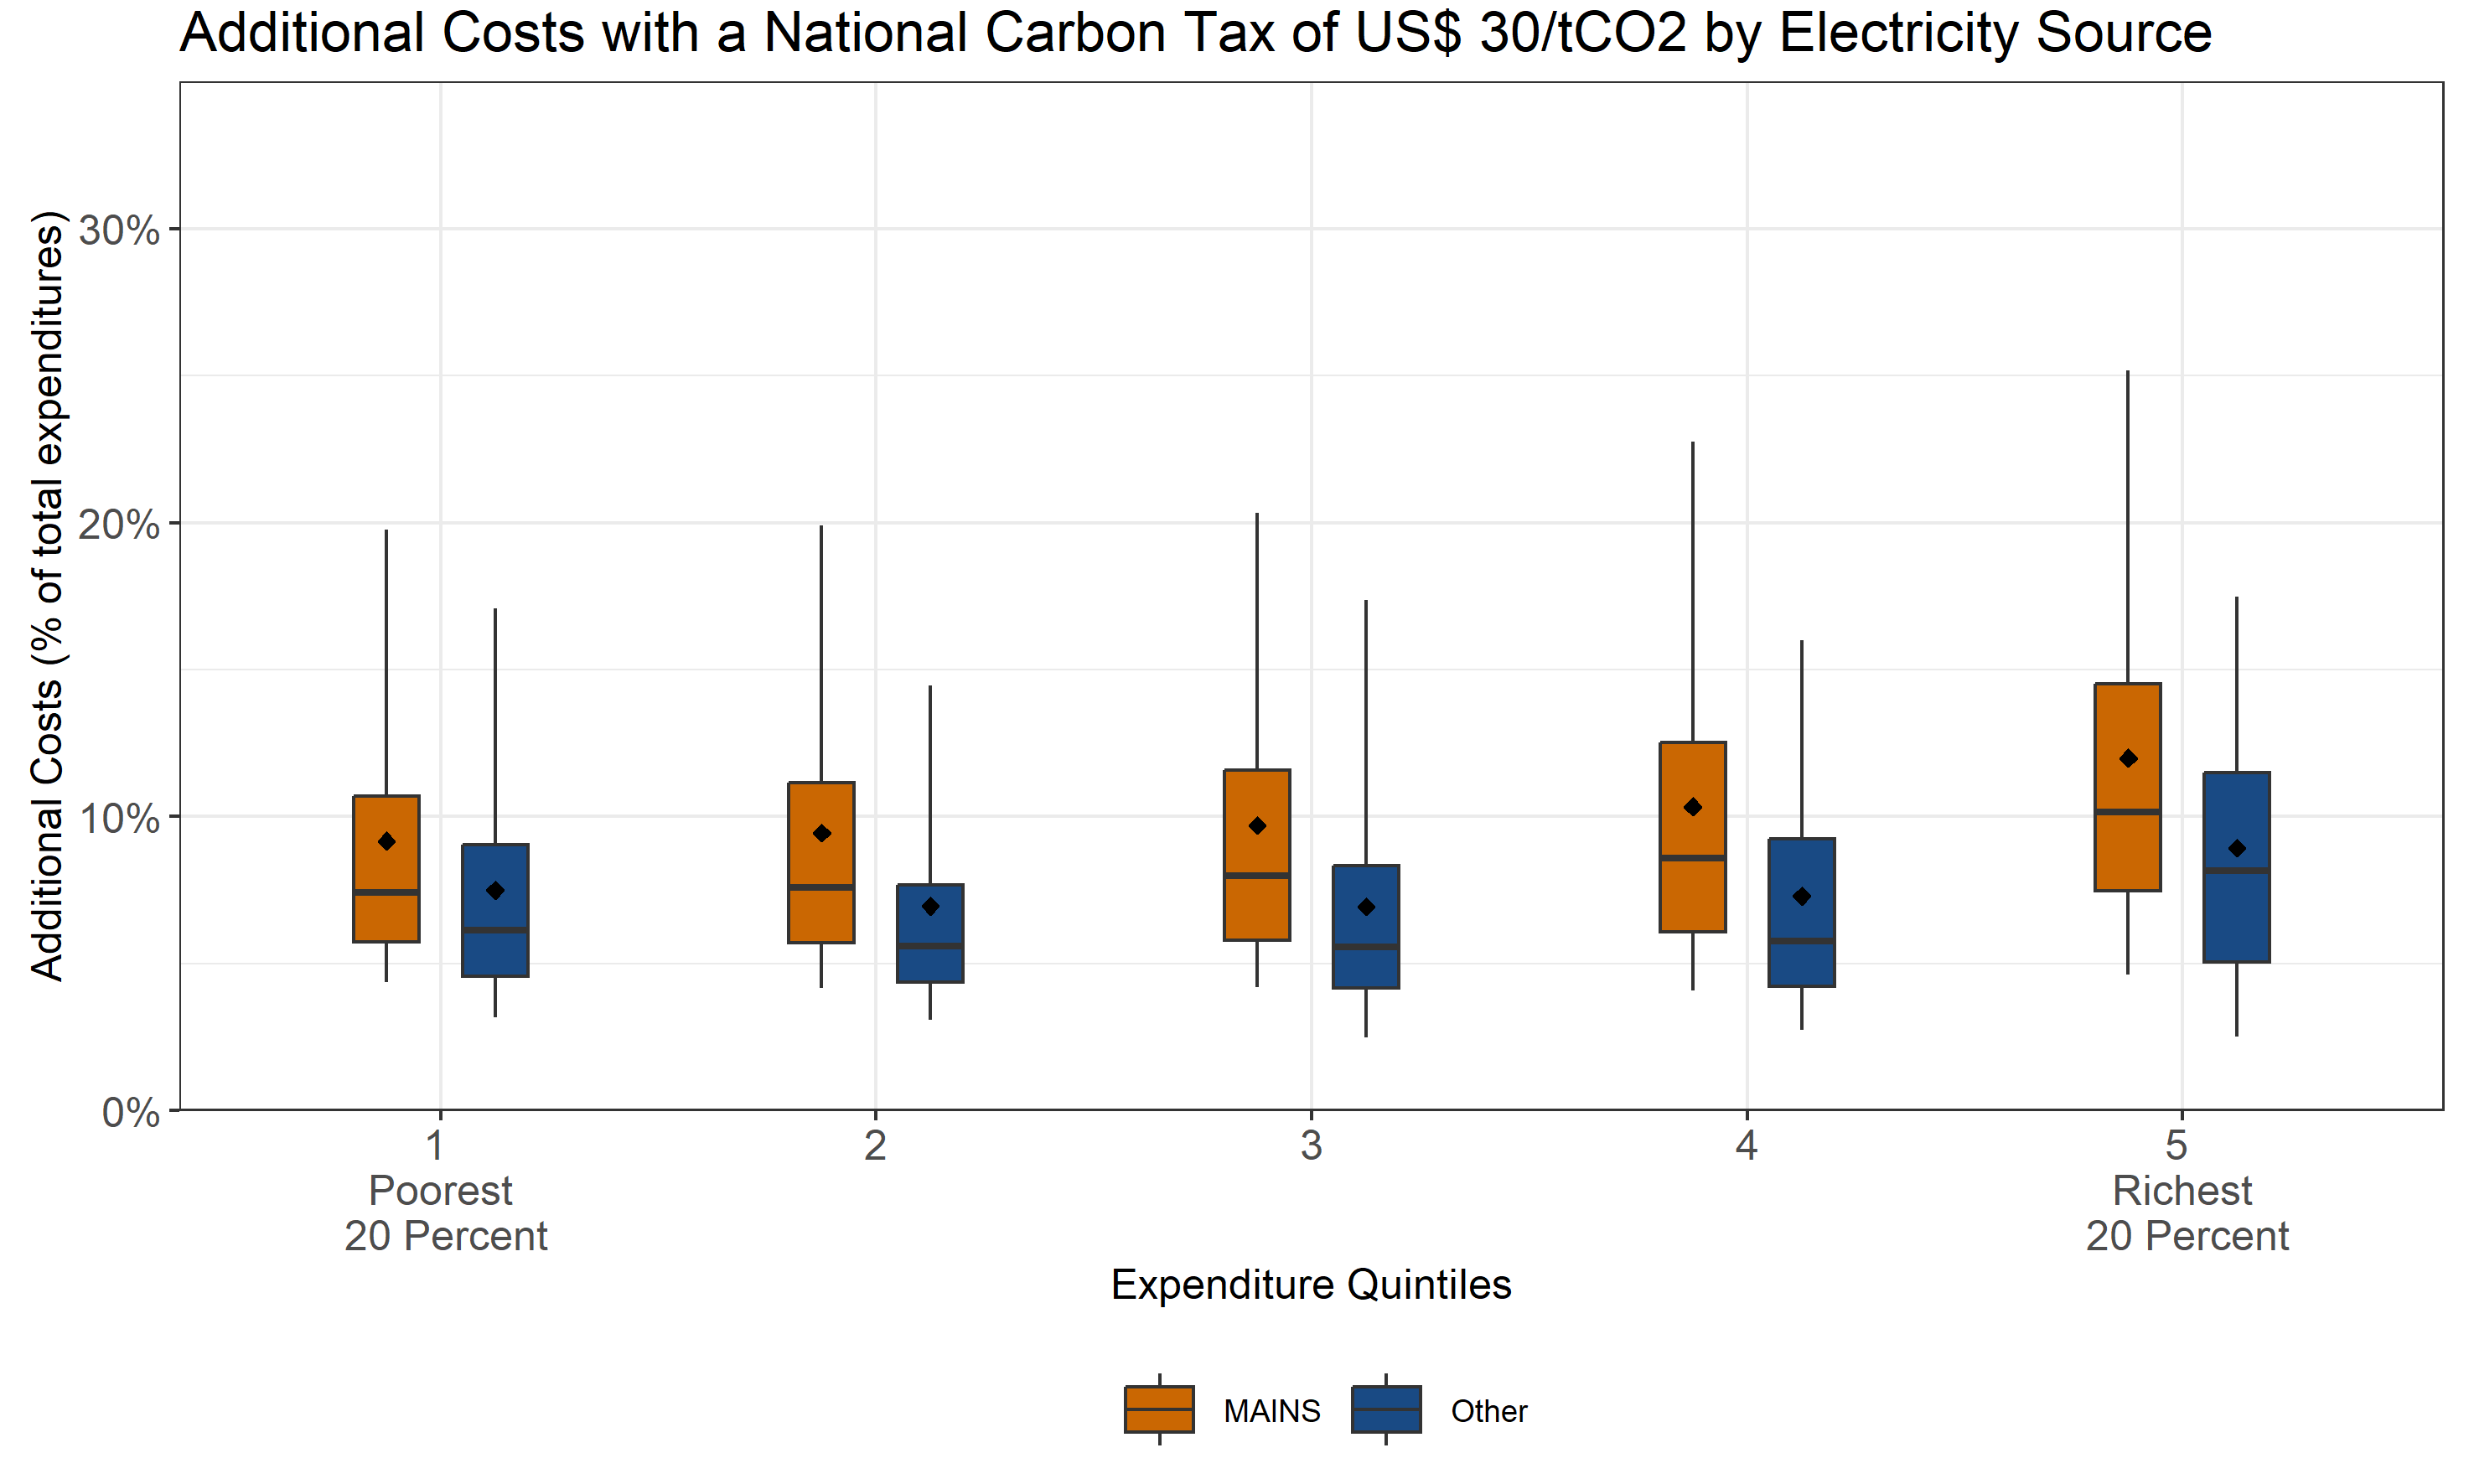 Additional Costs with a National Carbon Tax of US$ 30/tCO2 by Electricity Source
Additional Costs (% of total expenditures)
30%
20%
10%
0%
1
2
3
4
5
Poorest
Richest
20 Percent
20 Percent
Expenditure Quintiles
MAINS
Other